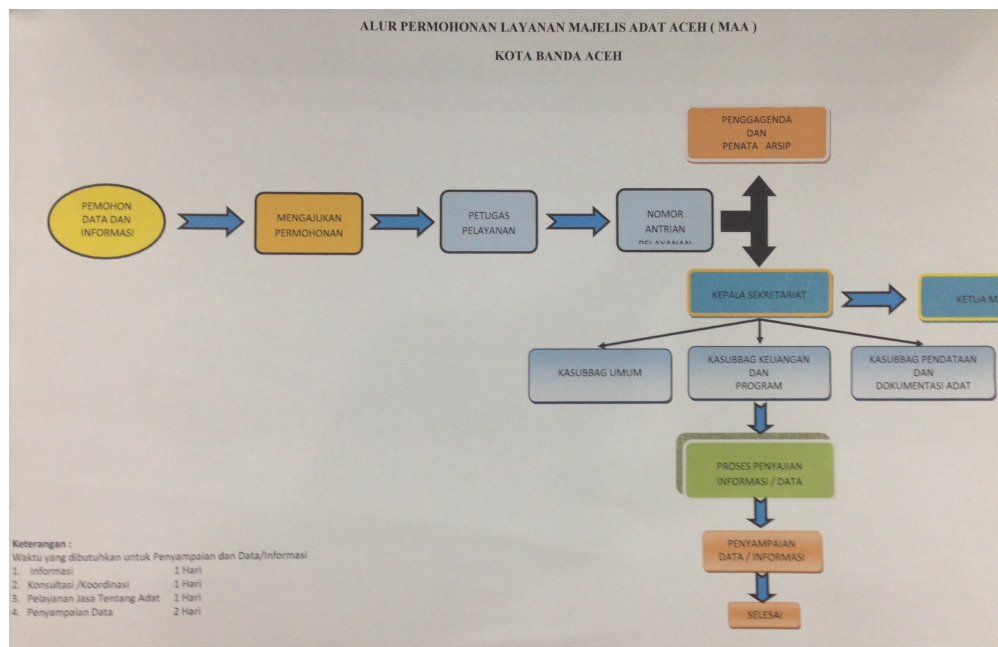 ALUR PERMOHONAN LAYANAN MAJELIS ADAT ACEH ( MAA )
KOTA BANDA ACEH
PENGGAGENDA
DAN
PENATA ARSIP
PEMOHON
DATA DAN
INFORMASI
MENGAJUKAN
PERMOHONAN
PETUGAS
PELAYANAN
NOMOR
ANTRIAN
PELAYANAN
KEPALA SEKRETARIAT
KETUA M
KASUBBAG UMUM
KASUBBAG KEUANGAN
DAN
PROGRAM
KASUBBAG PENDATAAN
DAN
DOKUMENTASI ADAT
PROSES PENYAJIAN
INFORMASI / DATA
PENYAMPAIAN
DATA / INFORMASI
SELESAI
Keterangan :
Waktu yang dibutuhkan untuk Penyampaian dan Data/Informasi
1. Informasi 1 Hari
2. Konsultasi /Koordinasi 1 Hari
3. Pelayanan Jasa Tentang Adat 1 Hari
4. Penyampaian Data 2 Hari